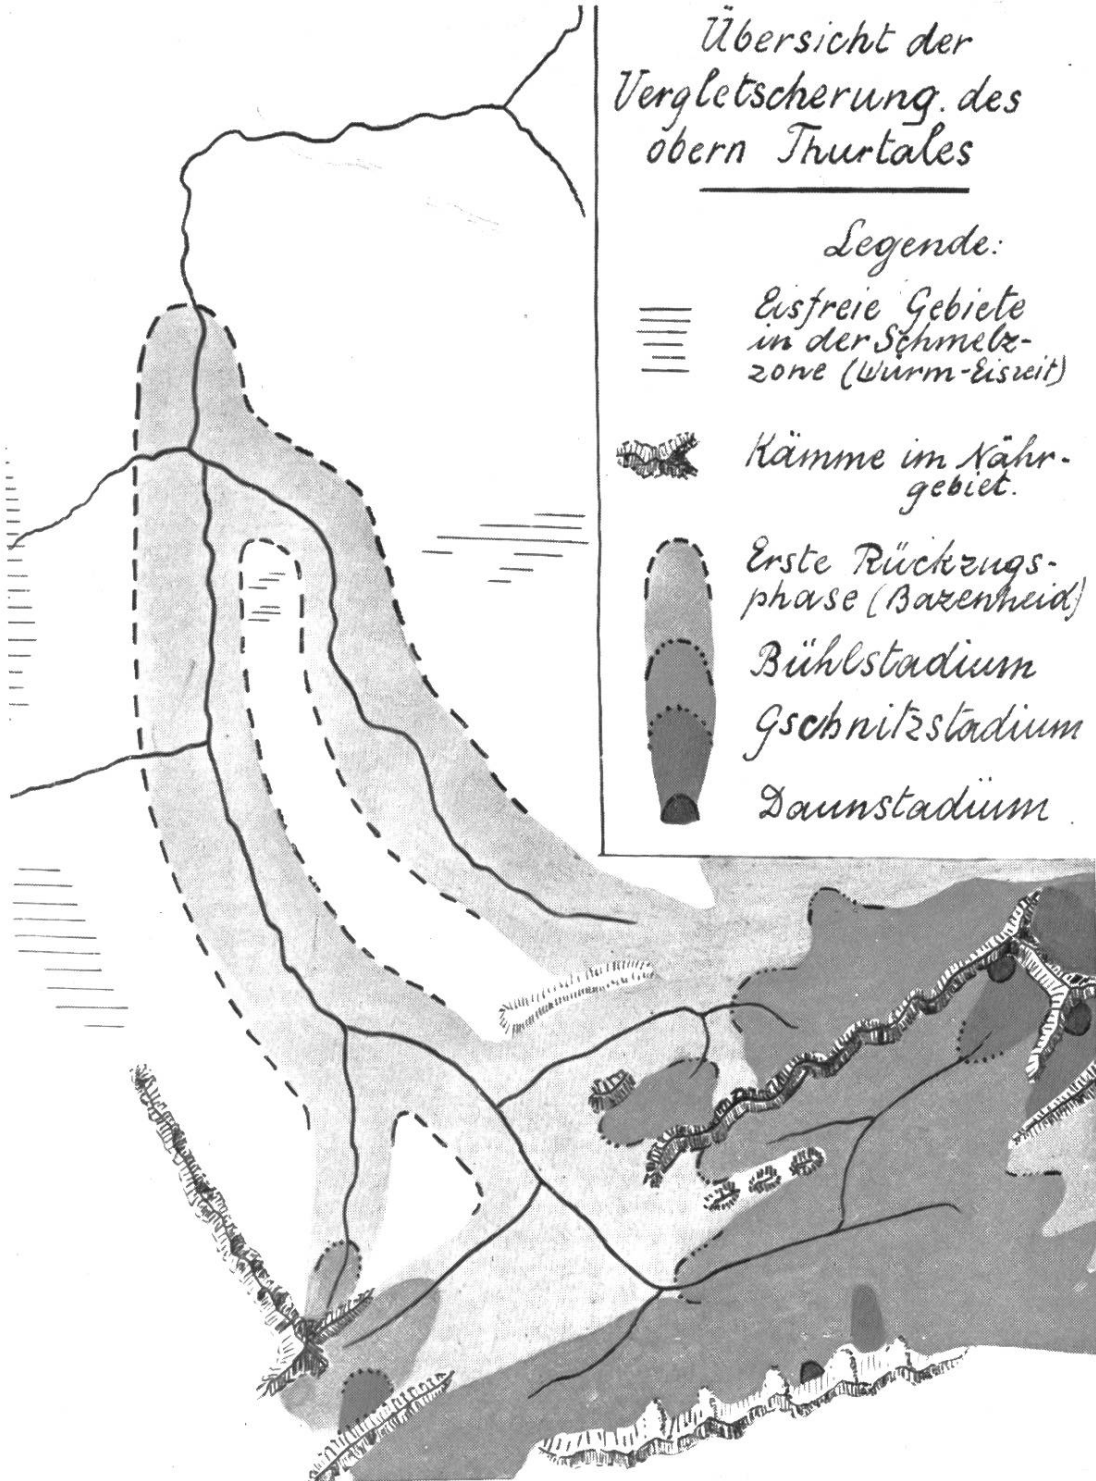 Übersicht der
Vergletscherung des
obern Thurtales
Legende:
Eisfreie Gebiete
in der Schmelz-
zone (Würm-Eiszeit)
Kämme im Nähr-
gebiet.
Erste Rückzugs-
phase (Bazenheid)
Bühlstadium
Gschnitzstadium
Daunstadium